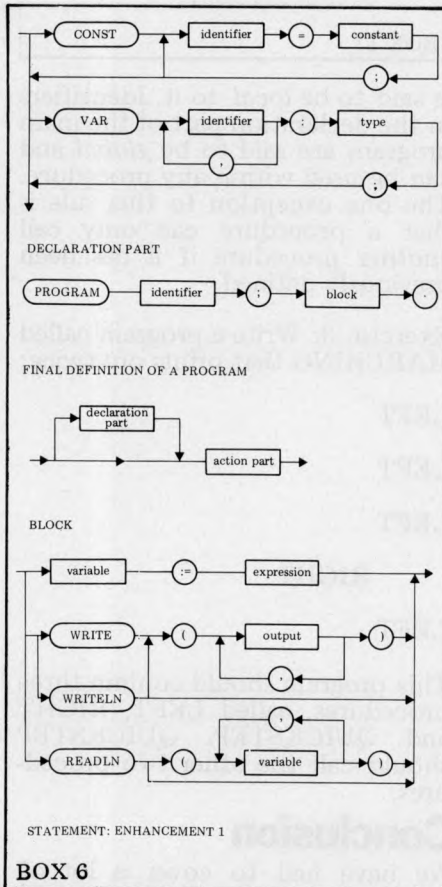 CONST identifier = constant
;
VAR identifier : type
,
;
DECLARATION PART
PROGRAM identifier ; block .
FINAL DEFINITION OF A PROGRAM
declaration
part
action part
BLOCK
variable := expression
WRITE ( output )
,
WRITELN ,
READLN ( variable )
STATEMENT: ENHANCEMENT 1
BOX 6